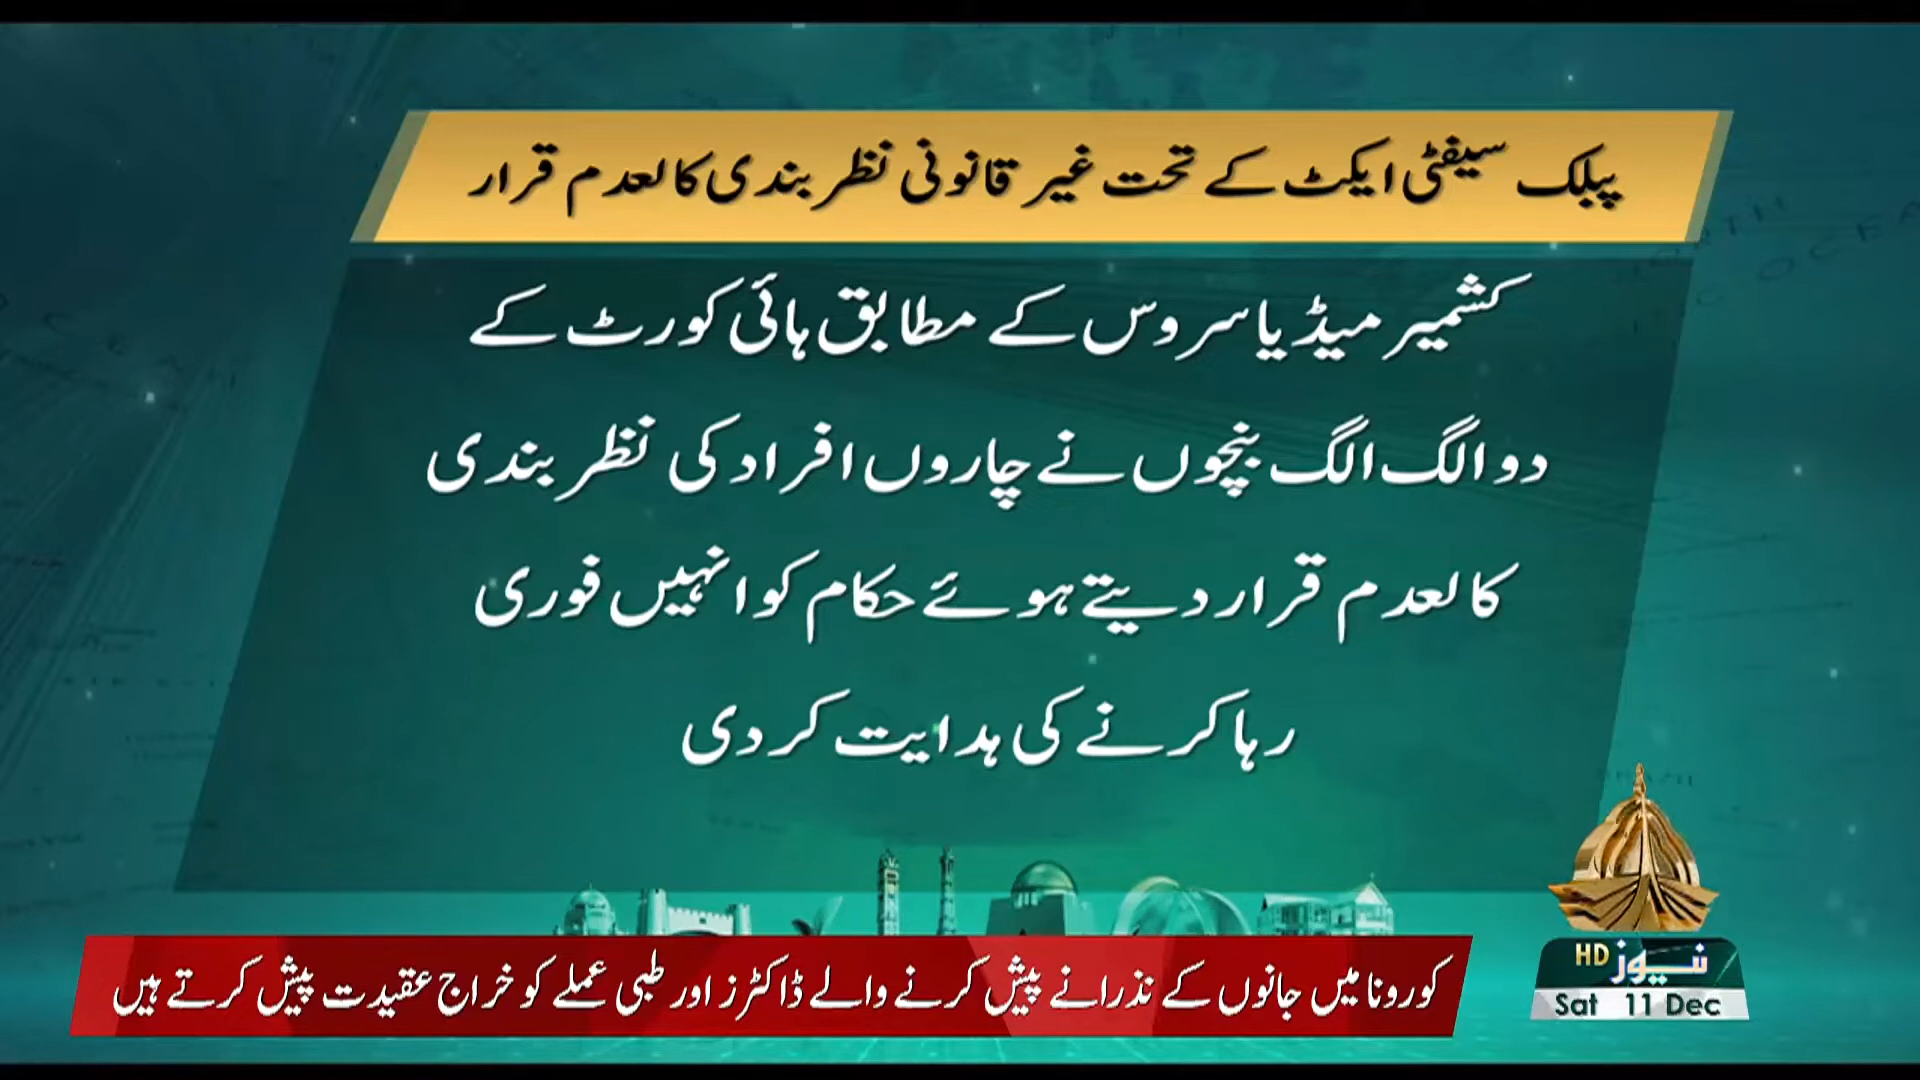 پبلک سیفٹی ایکٹ کے تحت غیر قانونی نظر بندی کالعدم قرار
کشمیر میڈیا سروس کے مطابق ہائی کورٹ کے
دو الگ الگ بنچوں نے چاروں افراد کی نظر بندی
کالعدم قرار دیتے ہوئے حکام کو انہیں فوری
رہا کرنے کی ہدایت کر دی
نیوز HD
Sat 11 Dec
کورونا میں جانوں کے نذرانے پیش کرنے والے ڈاکٹرز اور طبی عملے کو خراج عقیدت پیش کرتے ہیں